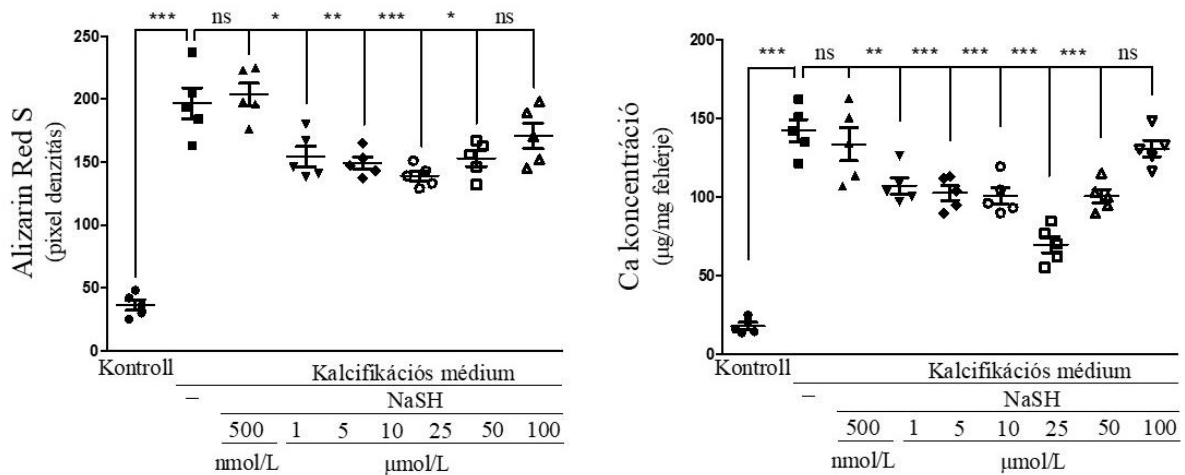 *** ns * ** *** * ns
250
200
150
100
50
0
Alizarin Red S
(pixel denzitás)
Kontroll
Kalcifikációs médium
–
NaSH
500 1 5 10 25 50 100
nmol/L µmol/L
*** ns ** *** *** *** *** ns
200
150
100
50
0
Ca koncentráció
(µg/mg fehérje)
Kontroll
Kalcifikációs médium
–
NaSH
500 1 5 10 25 50 100
nmol/L µmol/L